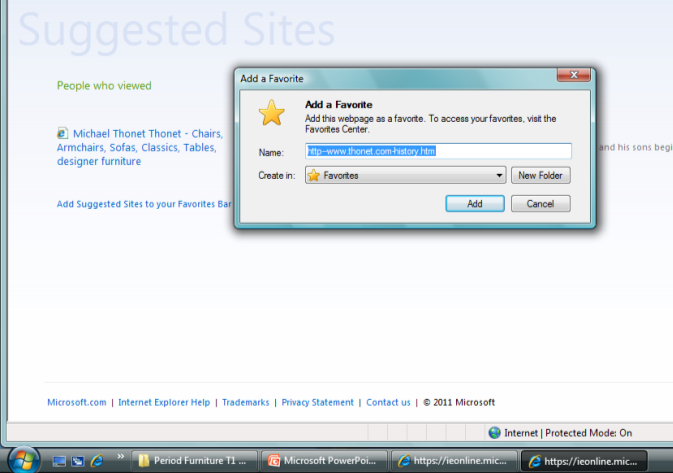 Suggested Sites
People who viewed
Michael Thonet Thonet - Chairs,
Armchairs, Sofas, Classics, Tables,
designer furniture
Add Suggested Sites to your Favorites Bar
and his sons begi
Add a Favorite
Add a Favorite
Add this webpage as a favorite. To access your favorites, visit the
Favorites Center.
Name: http--www.thonet.com-history.htm
Create in: Favorites New Folder
Add Cancel
Microsoft.com | Internet Explorer Help | Trademarks | Privacy Statement | Contact us | © 2011 Microsoft
Internet | Protected Mode: On
» Period Furniture T1 ... Microsoft PowerPoi... https://ieonline.mic... https://ieonline.mic...